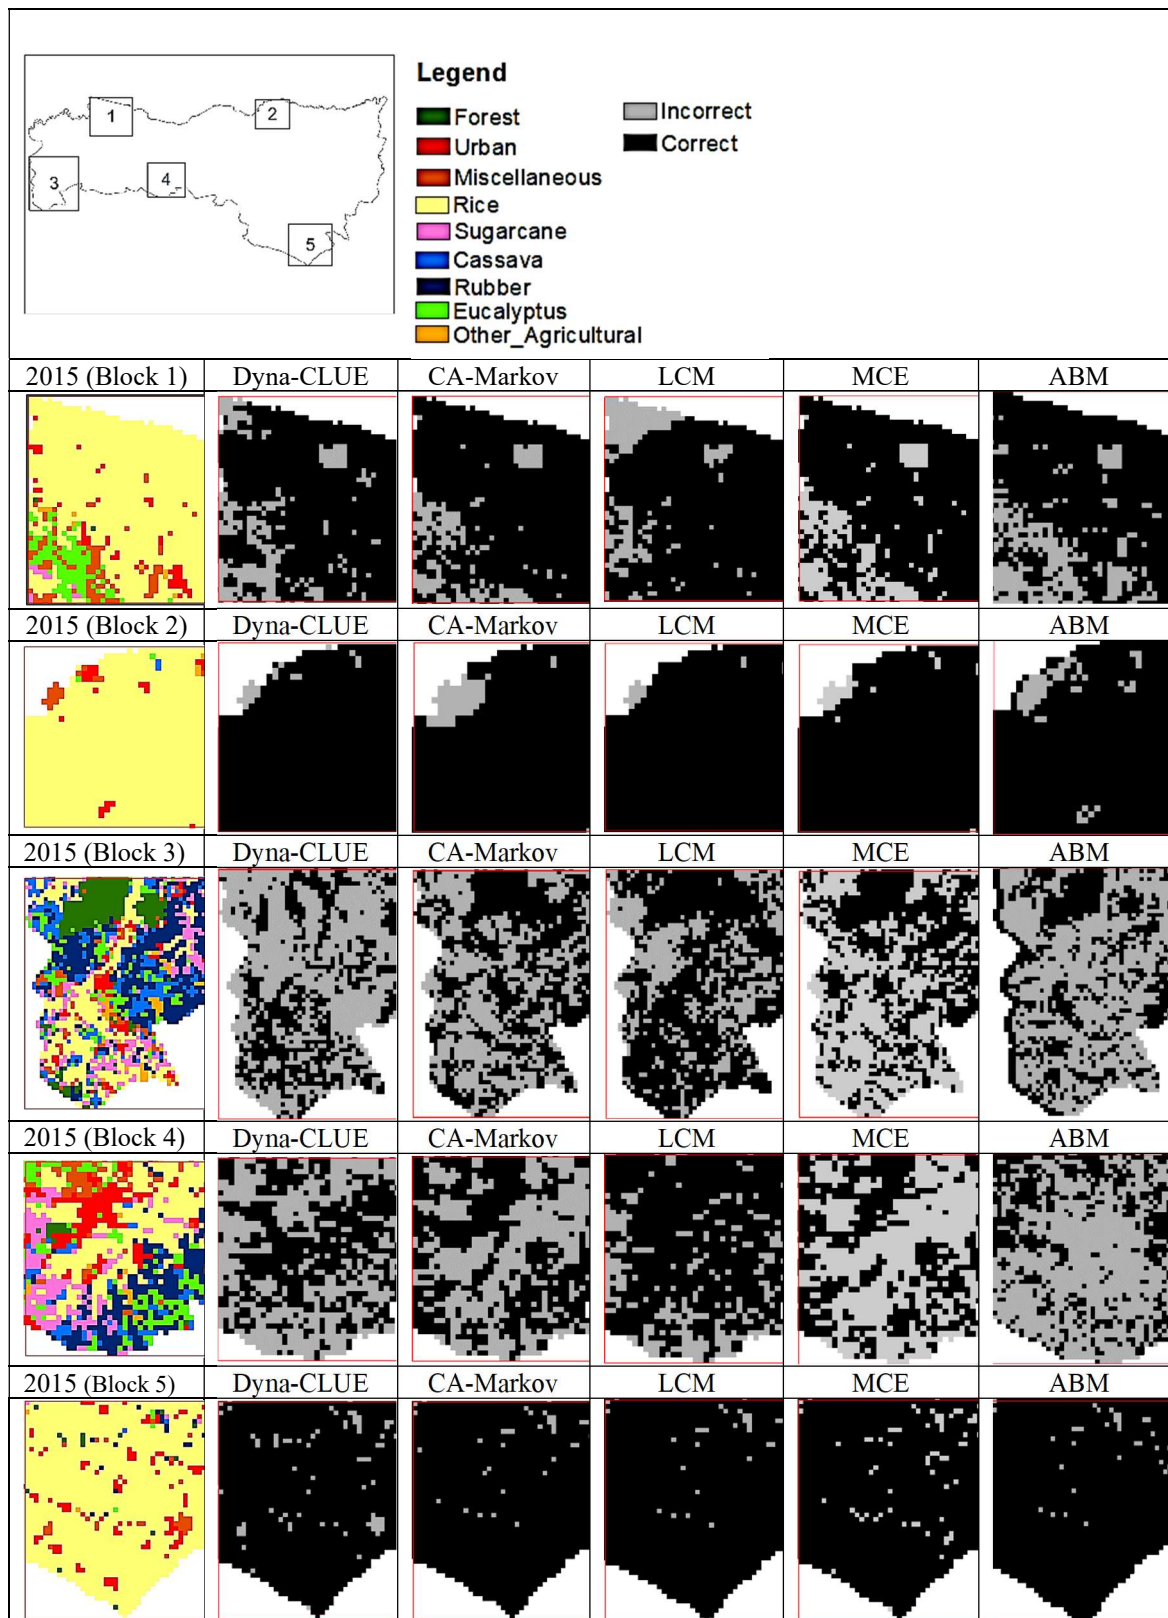 1
2
3
4
5
Legend
Forest
Urban
Miscellaneous
Rice
Sugarcane
Cassava
Rubber
Eucalyptus
Other_Agricultural
Incorrect
Correct
2015 (Block 1) Dyna-CLUE CA-Markov LCM MCE ABM
2015 (Block 2) Dyna-CLUE CA-Markov LCM MCE ABM
2015 (Block 3) Dyna-CLUE CA-Markov LCM MCE ABM
2015 (Block 4) Dyna-CLUE CA-Markov LCM MCE ABM
2015 (Block 5) Dyna-CLUE CA-Markov LCM MCE ABM